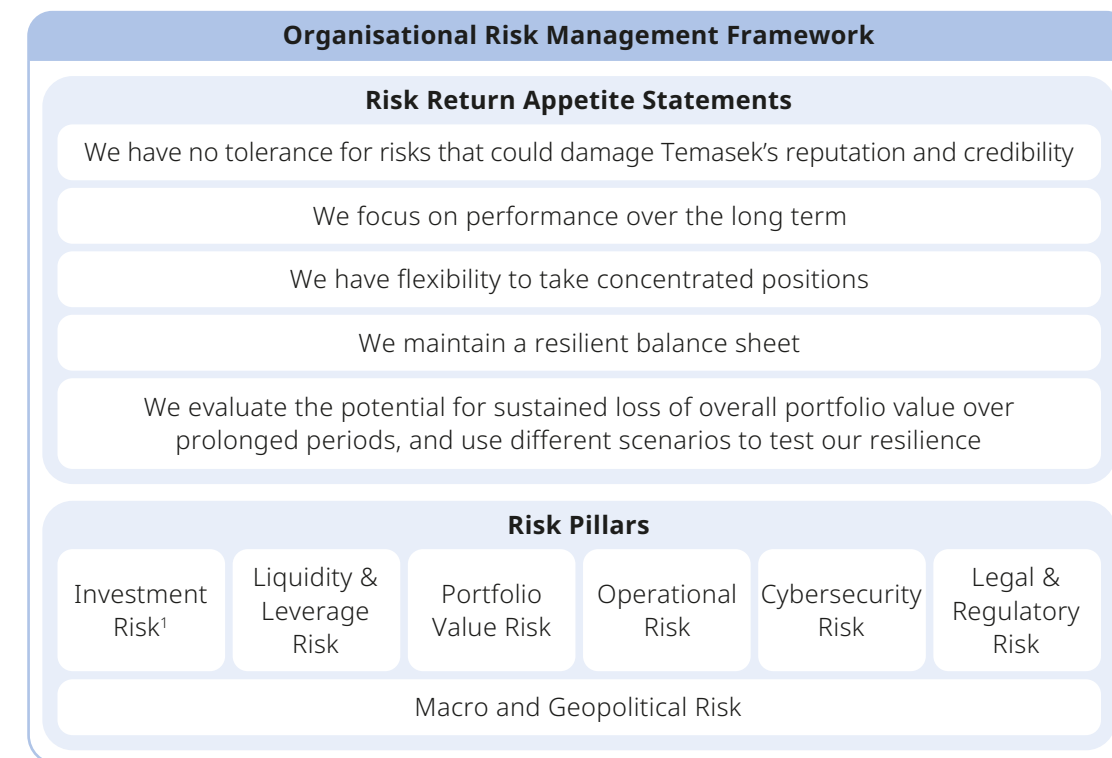 Organisational Risk Management Framework
Risk Return Appetite Statements
We have no tolerance for risks that could damage Temasek’s reputation and credibility
We focus on performance over the long term
We have flexibility to take concentrated positions
We maintain a resilient balance sheet
We evaluate the potential for sustained loss of overall portfolio value over
prolonged periods, and use different scenarios to test our resilience
Risk Pillars
Investment
Risk¹
Liquidity &
Leverage
Risk
Portfolio
Value Risk
Operational
Risk
Cybersecurity
Risk
Legal &
Regulatory
Risk
Macro and Geopolitical Risk